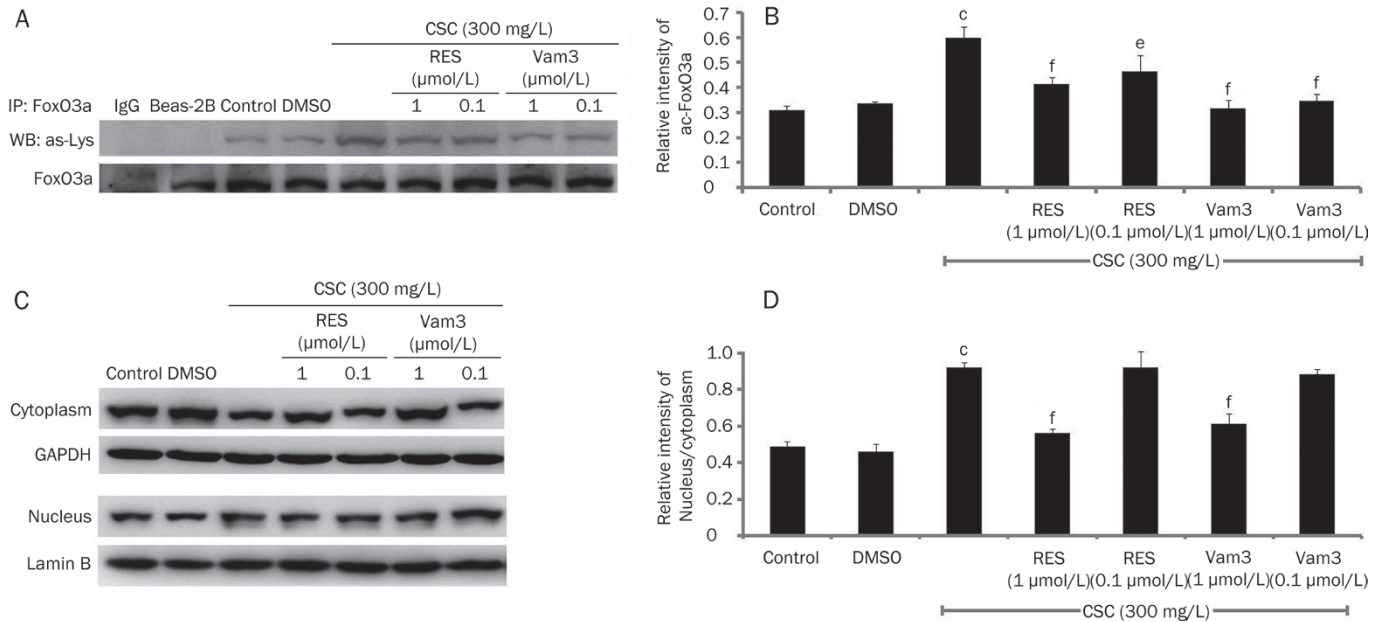 A
CSC (300 mg/L)
RES
(µmol/L)
Vam3
(µmol/L)
IP: FoxO3a IgG Beas-2B Control DMSO 1 0.1 1 0.1
WB: as-Lys
FoxO3a
B
Relative intensity of
ac-FoxO3a
0.7
0.6
0.5
0.4
0.3
0.2
0.1
0
c
f
e
f
f
Control
DMSO
RES
(1 µmol/L)
RES
(0.1 µmol/L)
Vam3
(1 µmol/L)
Vam3
(0.1 µmol/L)
CSC (300 mg/L)
C
CSC (300 mg/L)
RES
(µmol/L)
Vam3
(µmol/L)
Control DMSO 1 0.1 1 0.1
Cytoplasm
GAPDH
Nucleus
Lamin B
D
Relative intensity of
Nucleus/cytoplasm
1.0
0.8
0.6
0.4
0.2
0
c
f
f
Control
DMSO
RES
(1 µmol/L)
RES
(0.1 µmol/L)
Vam3
(1 µmol/L)
Vam3
(0.1 µmol/L)
CSC (300 mg/L)